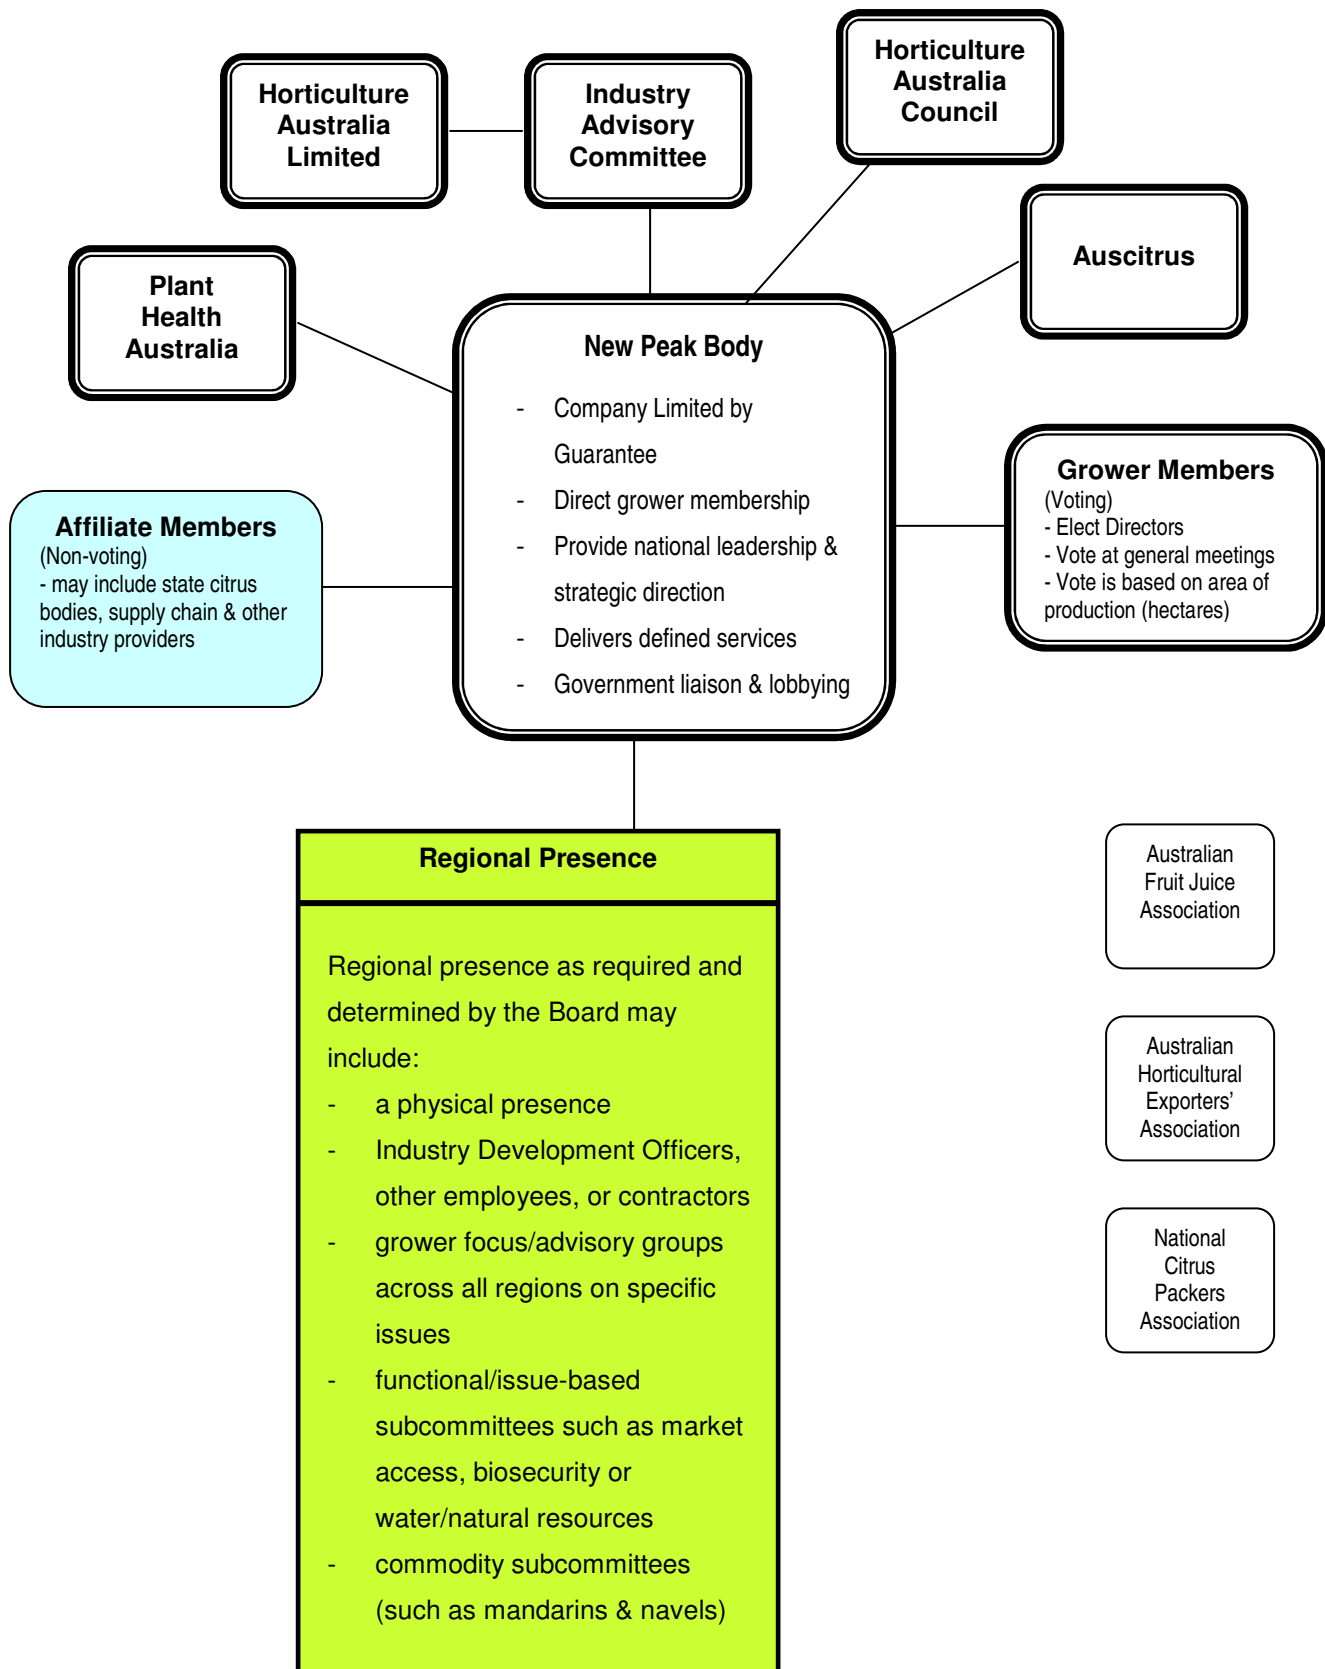 Horticulture
Australia
Limited
Industry
Advisory
Committee
Horticulture
Australia
Council
Auscitrus
Plant
Health
Australia
New Peak Body
- Company Limited by
Guarantee
- Direct grower membership
- Provide national leadership &
strategic direction
- Delivers defined services
- Government liaison & lobbying
Grower Members
(Voting)
- Elect Directors
- Vote at general meetings
- Vote is based on area of
production (hectares)
Affiliate Members
(Non-voting)
- may include state citrus
bodies, supply chain & other
industry providers
Regional Presence
Regional presence as required and
determined by the Board may
include:
- a physical presence
- Industry Development Officers,
other employees, or contractors
- grower focus/advisory groups
across all regions on specific
issues
- functional/issue-based
subcommittees such as market
access, biosecurity or
water/natural resources
- commodity subcommittees
(such as mandarins & navels)
Australian
Fruit Juice
Association
Australian
Horticultural
Exporters'
Association
National
Citrus
Packers
Association